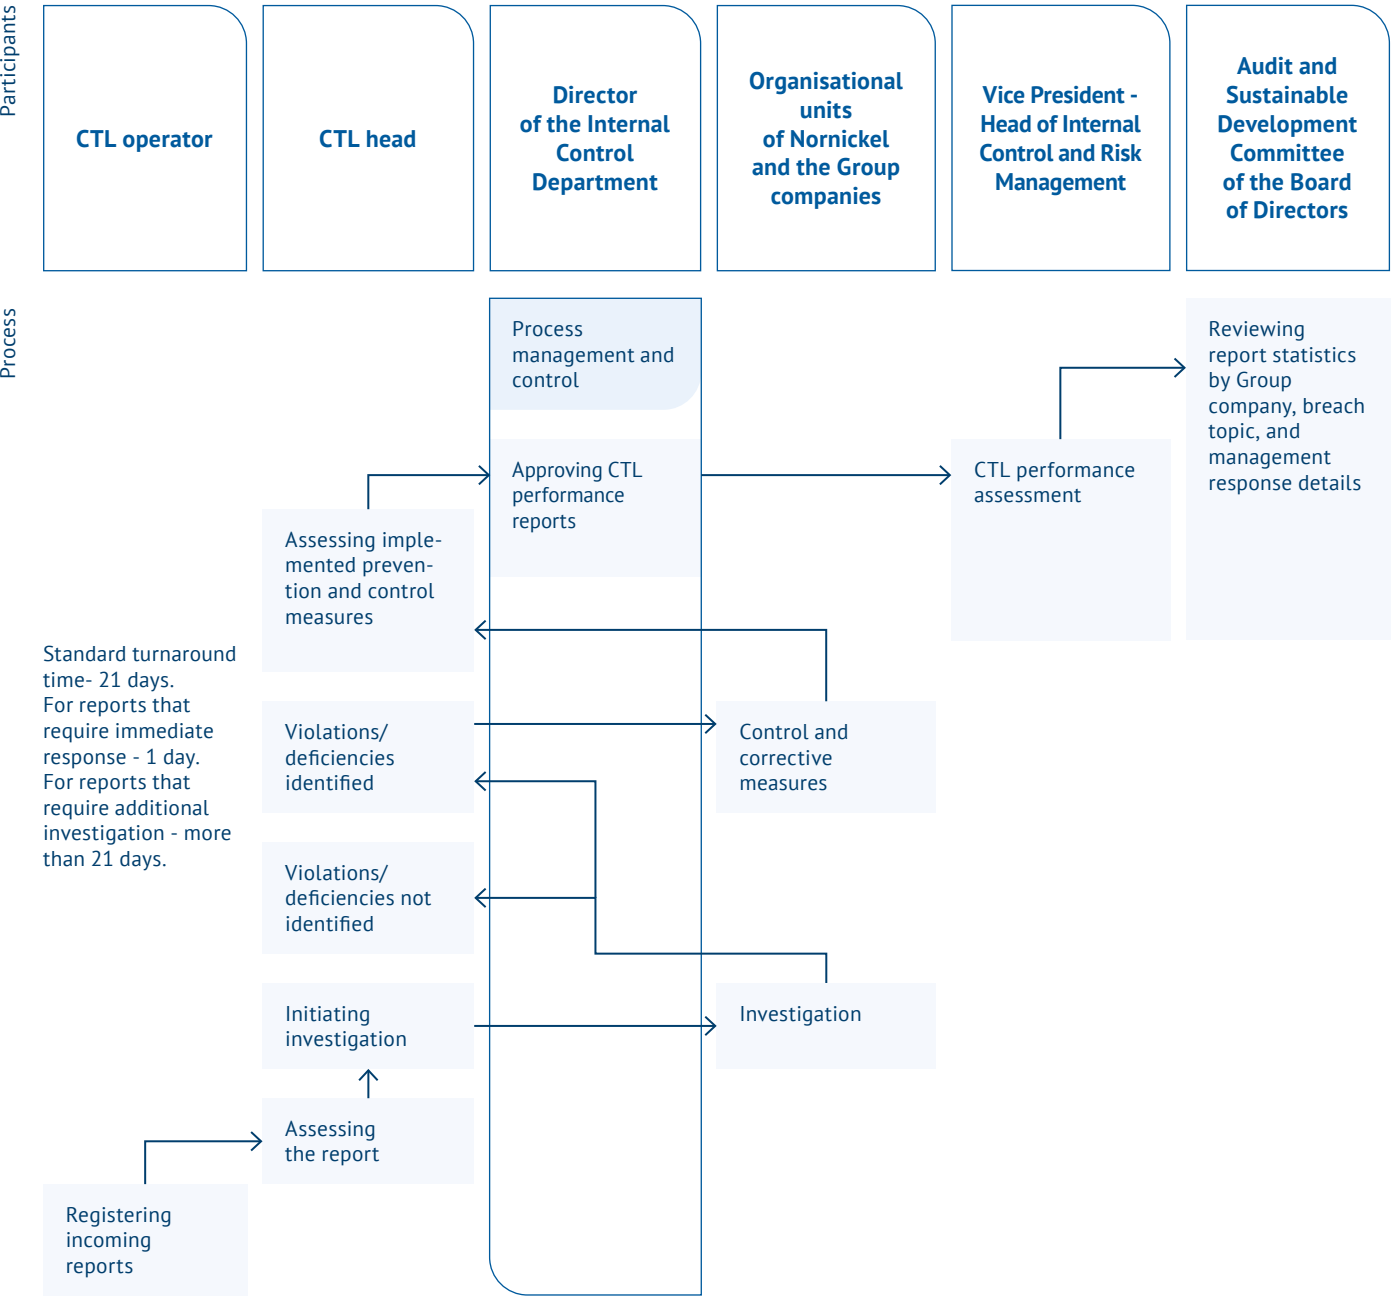 Participants
CTL operator
CTL head
Director
of the Internal
Control
Department
Organisational
units
of Nornickel
and the Group
companies
Vice President -
Head of Internal
Control and Risk
Management
Audit and
Sustainable
Development
Committee
of the Board
of Directors
Process
Process
management and
control
Reviewing
report statistics
by Group
company, breach
topic, and
management
response details
Approving CTL
performance
reports
CTL performance
assessment
Assessing imple-
mented preven-
tion and control
measures
Standard turnaround
time- 21 days.
For reports that
require immediate
response - 1 day.
For reports that
require additional
investigation - more
than 21 days.
Violations/
deficiencies
identified
Control and
corrective
measures
Violations/
deficiencies not
identified
Initiating
investigation
Investigation
Assessing
the report
Registering
incoming
reports